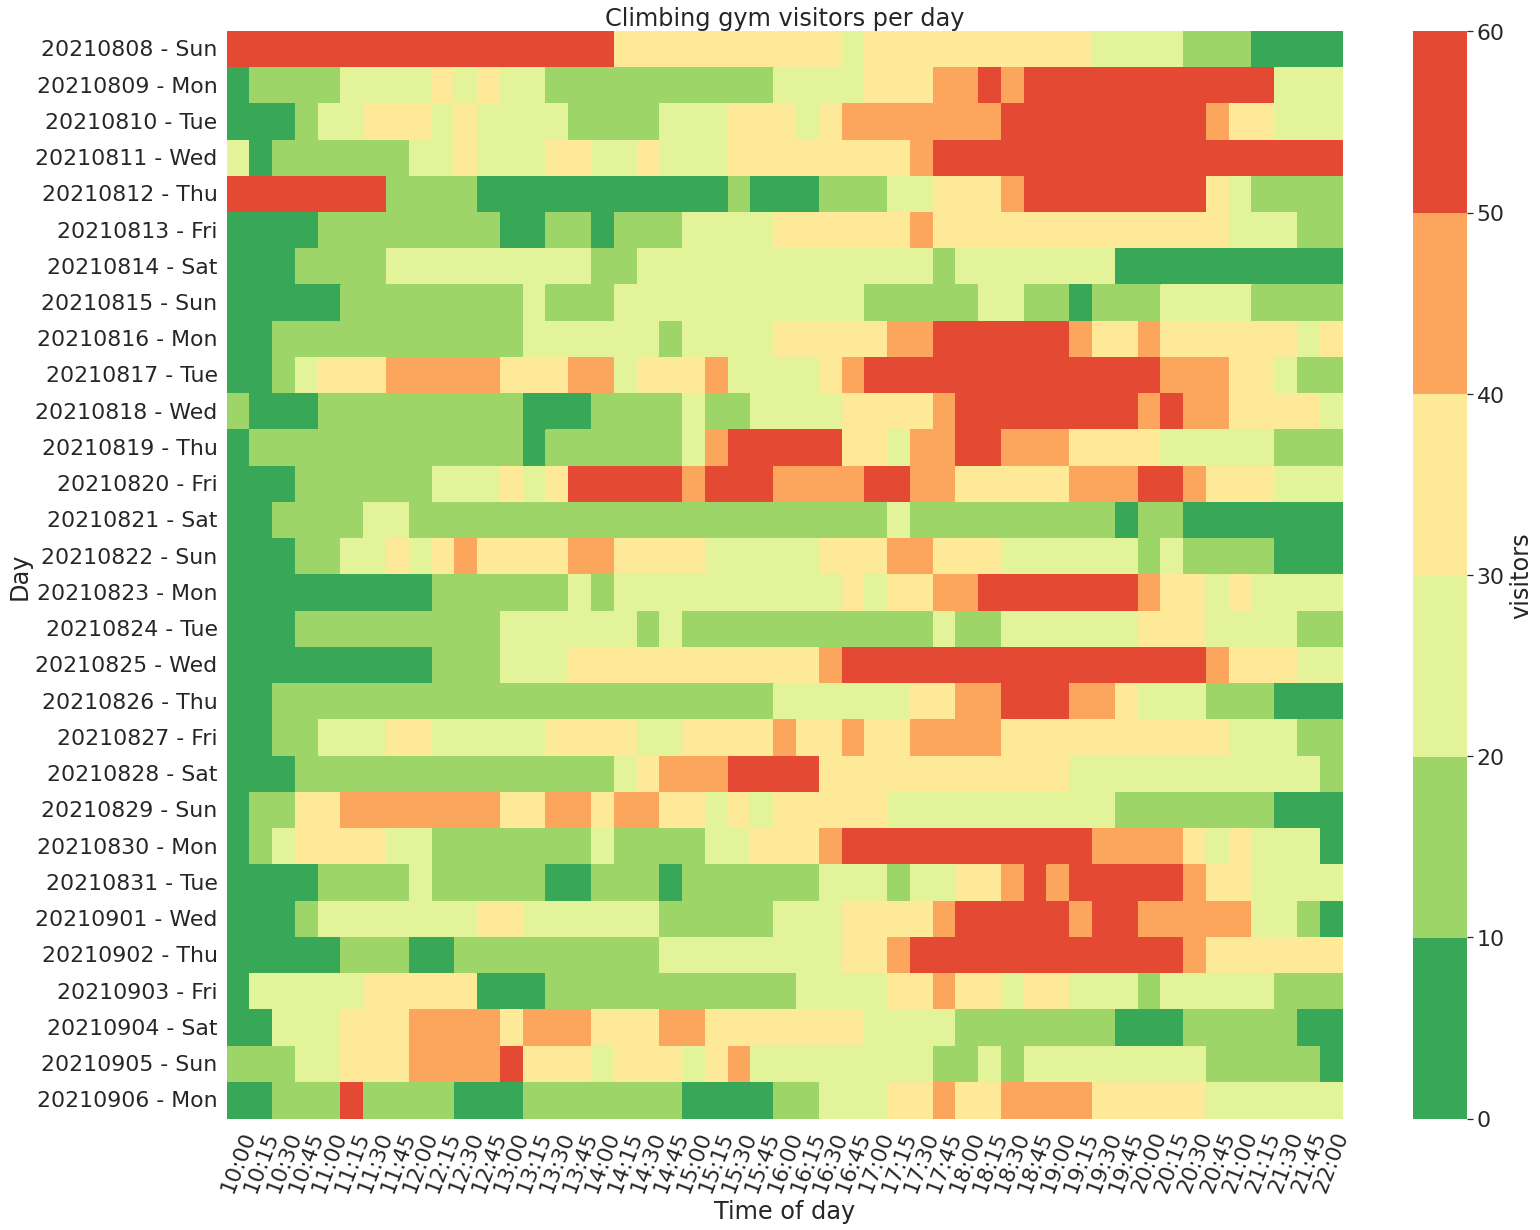 Climbing gym visitors per day
20210808 - Sun
20210809 - Mon
20210810 - Tue
20210811 - Wed
20210812 - Thu
20210813 - Fri
20210814 - Sat
20210815 - Sun
20210816 - Mon
20210817 - Tue
20210818 - Wed
20210819 - Thu
20210820 - Fri
20210821 - Sat
20210822 - Sun
20210823 - Mon
20210824 - Tue
20210825 - Wed
20210826 - Thu
20210827 - Fri
20210828 - Sat
20210829 - Sun
20210830 - Mon
20210831 - Tue
20210901 - Wed
20210902 - Thu
20210903 - Fri
20210904 - Sat
20210905 - Sun
20210906 - Mon
Day
10:00
10:15
10:30
10:45
11:00
11:15
11:30
11:45
12:00
12:15
12:30
12:45
13:00
13:15
13:30
13:45
14:00
14:15
14:30
14:45
15:00
15:15
15:30
15:45
16:00
16:15
16:30
16:45
17:00
17:15
17:30
17:45
18:00
18:15
18:30
18:45
19:00
19:15
19:30
19:45
20:00
20:15
20:30
20:45
21:00
21:15
21:30
21:45
22:00
Time of day
60
50
40
30
20
10
0
visitors